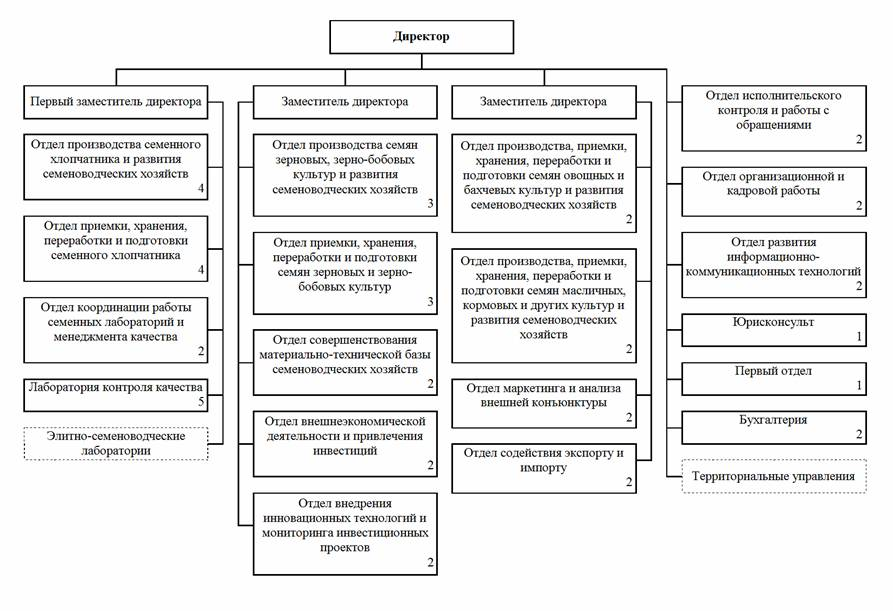 Директор
Первый заместитель директора
Отдел производства семенного
хлопчатника и развития
семеноводческих хозяйств
4
Отдел приемки, хранения,
переработки и подготовки
семенного хлопчатника
4
Отдел координации работы
семенных лабораторий и
менеджмента качества
2
Лаборатория контроля качества
5
Элитно-семеноводческие
лаборатории
Заместитель директора
Отдел производства семян
зерновых, зерно-бобовых
культур и развития
семеноводческих хозяйств
3
Отдел приемки, хранения,
переработки и подготовки
семян зерновых и зерно-
бобовых культур
3
Отдел совершенствования
материально-технической базы
семеноводческих хозяйств
2
Отдел внешнеэкономической
деятельности и привлечения
инвестиций
2
Отдел внедрения
инновационных технологий и
мониторинга инвестиционных
проектов
2
Заместитель директора
Отдел производства, приемки,
хранения, переработки и
подготовки семян овощных и
бахчевых культур и развития
семеноводческих хозяйств
2
Отдел производства, приемки,
хранения, переработки и
подготовки семян масличных,
кормовых и других культур и
развития семеноводческих
хозяйств
2
Отдел маркетинга и анализа
внешней конъюнктуры
2
Отдел содействия экспорту и
импорту
2
Отдел исполнительского
контроля и работы с
обращениями
2
Отдел организационной и
кадровой работы
2
Отдел развития
информационно-
коммуникационных технологий
2
Юрисконсульт
1
Первый отдел
1
Бухгалтерия
2
Территориальные управления